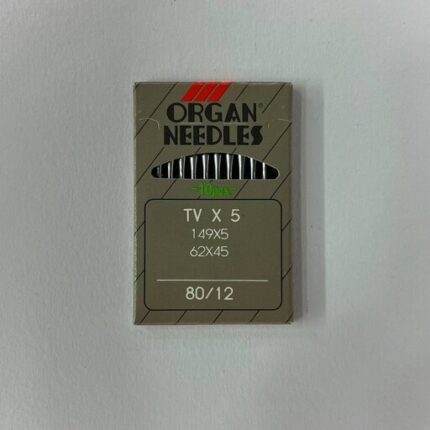 ORGAN®
NEEDLES
-10pcs-
TV X 5
149X5
62X45
80/12